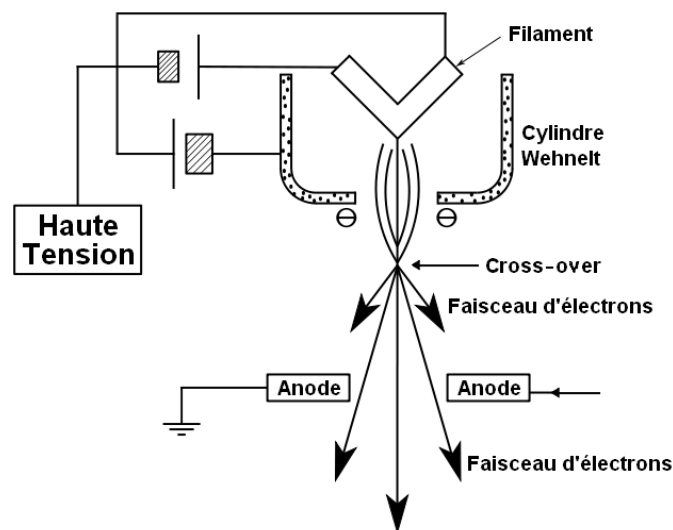 Filament
Cylindre
Wehnelt
Haute
Tension
Cross-over
Faisceau d'électrons
Anode
Anode
Faisceau d'électrons